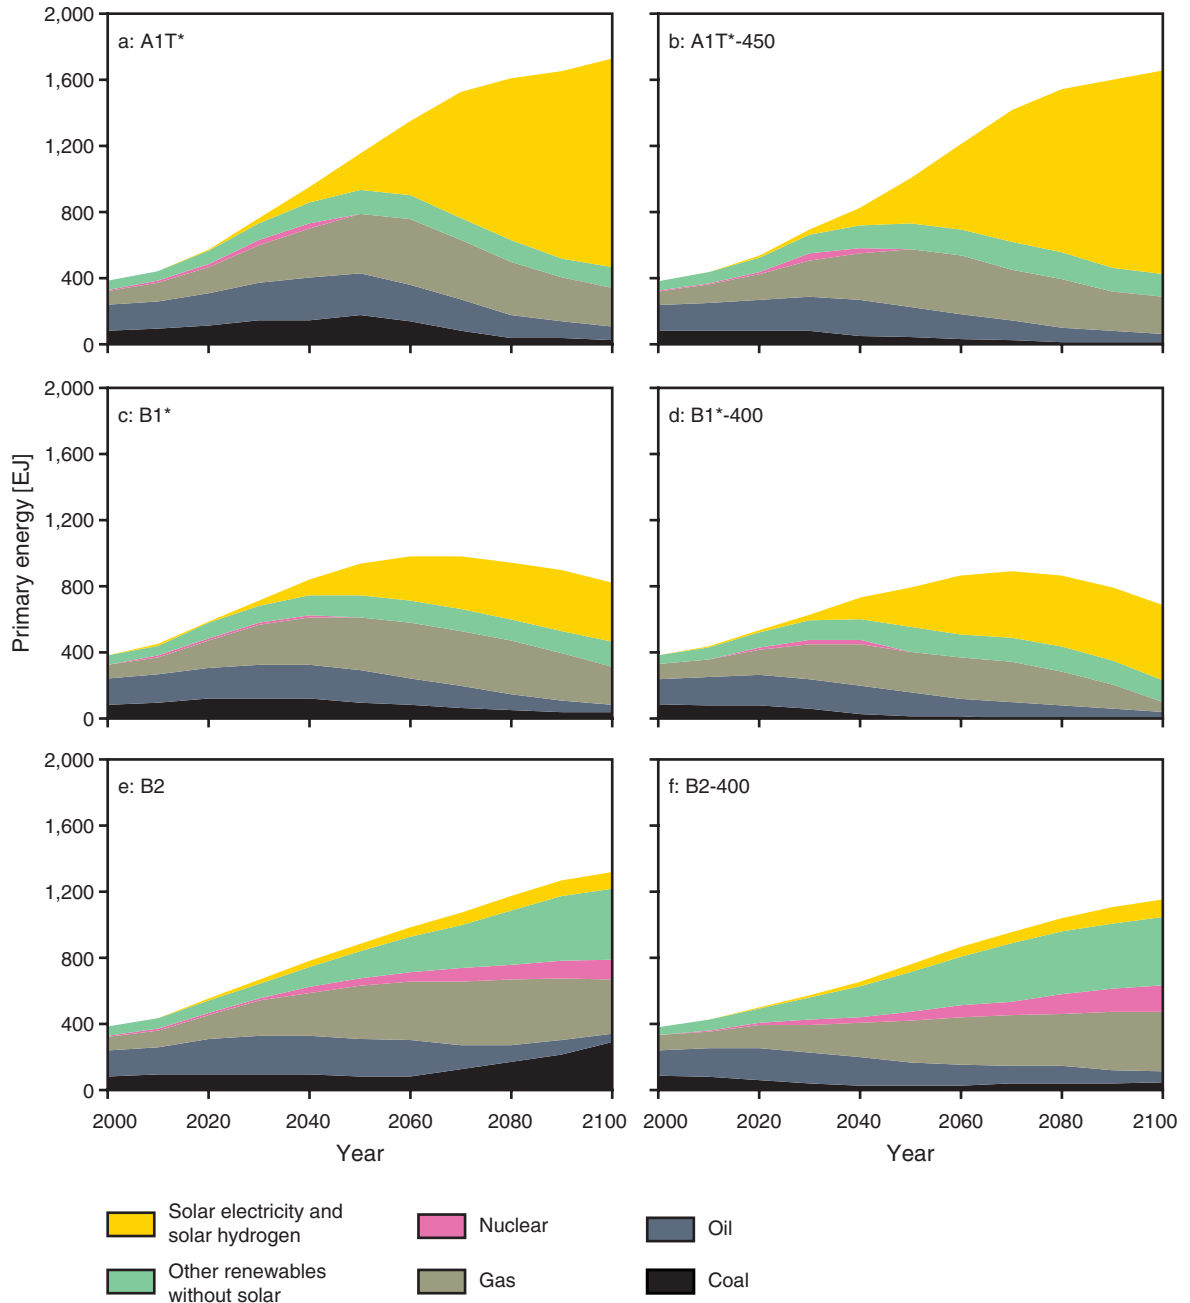 2,000
1,600
1,200
800
400
0
a: A1T*
b: A1T*-450
2,000
1,600
1,200
800
400
0
c: B1*
d: B1*-400
Primary energy [EJ]
2,000
1,600
1,200
800
400
0
e: B2
f: B2-400
2000 2020 2040 2060 2080 2100
2000 2020 2040 2060 2080 2100
Year
Year
Solar electricity and
solar hydrogen
Nuclear
Oil
Other renewables
without solar
Gas
Coal